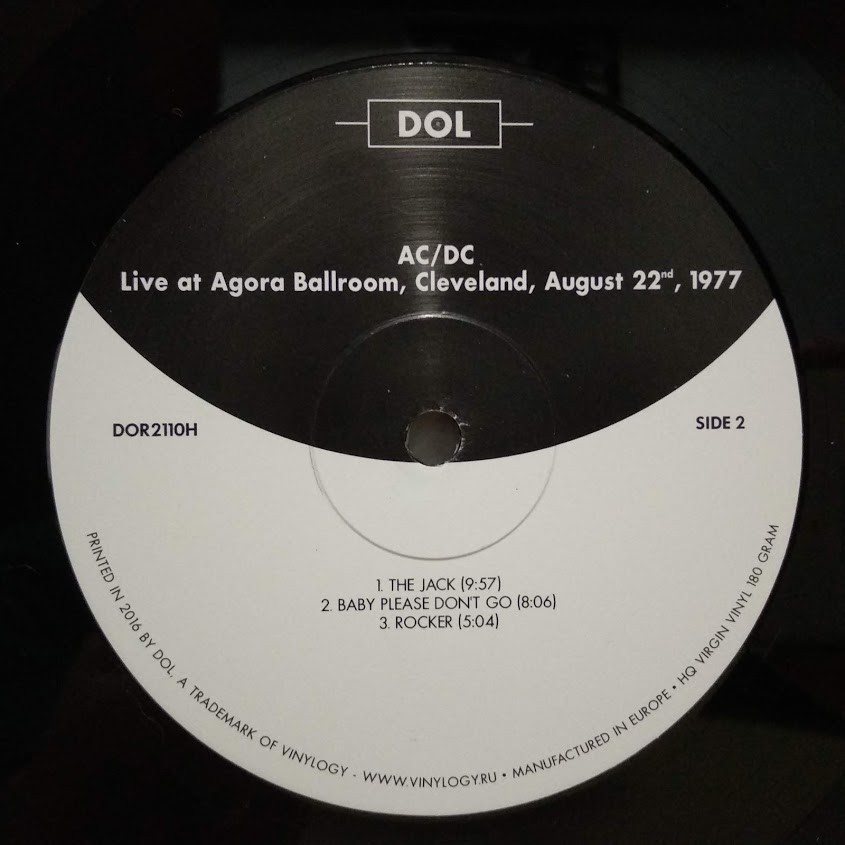 DOL
AC/DC
Live at Agora Ballroom, Cleveland, August 22nd, 1977
DOR2110H
SIDE 2
1. THE JACK (9:57)
2. BABY PLEASE DON'T GO (8:06)
3. ROCKER (5:04)
PRINTED IN 2016 BY DOL, A TRADEMARK OF VINYLOGY - WWW.VINYLOGY.RU • MANUFACTURED IN EUROPE • HQ VIRGIN VINYL 180 GRAM